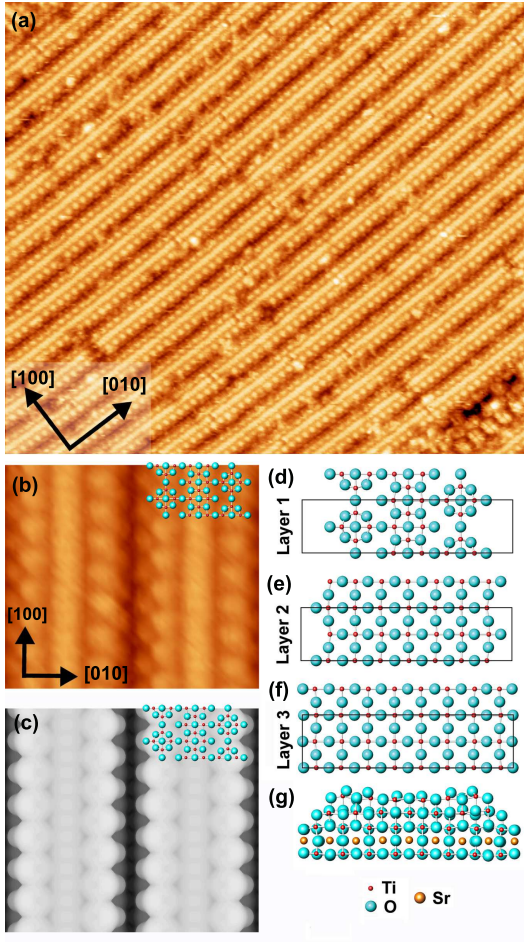 (a)
[100]
[010]
(b)
[100]
[010]
(c)
(d)
Layer 1
(e)
Layer 2
(f)
Layer 3
(g)
Ti
O
Sr